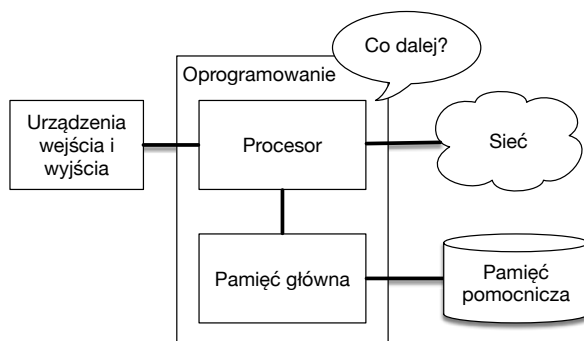 Co dalej?
Oprogramowanie
Urządzenia
wejścia i
wyjścia
Procesor
Sieć
Pamięć główna
Pamięć
pomocnicza